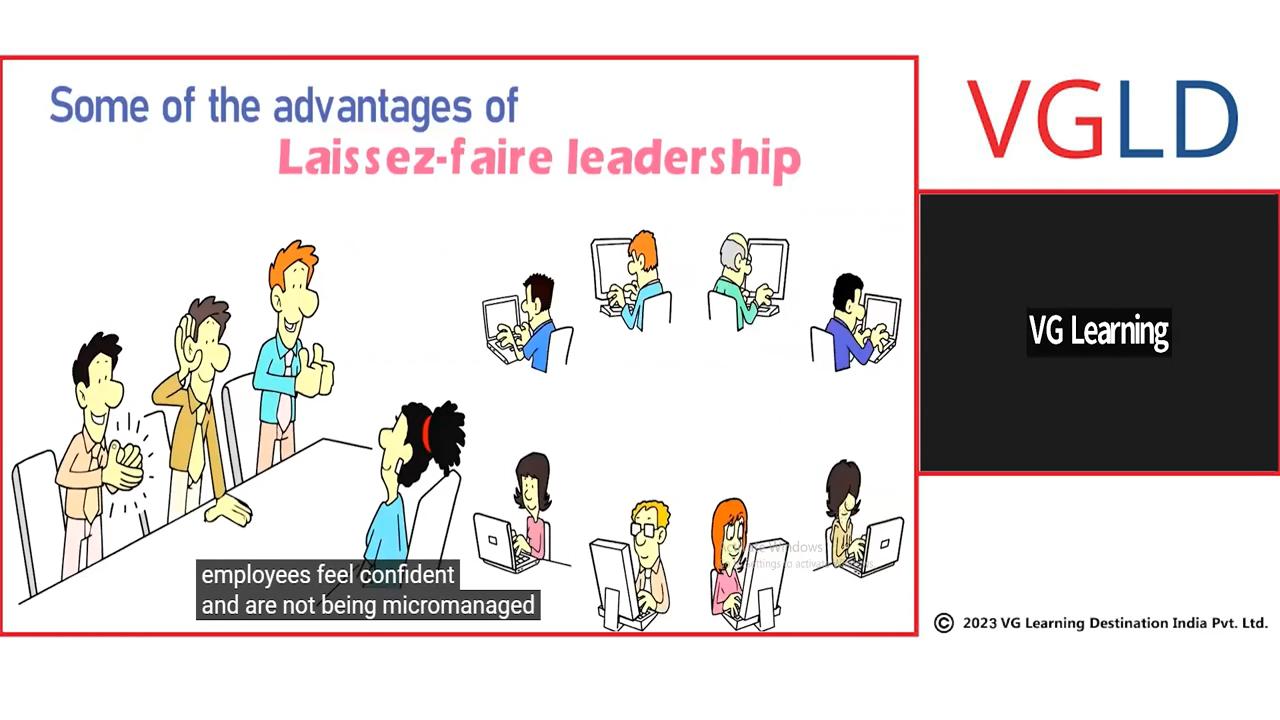 Some of the advantages of
Laissez-faire leadership
employees feel confident
and are not being micromanaged
VGLD
VG Learning
© 2023 VG Learning Destination India Pvt. Ltd.